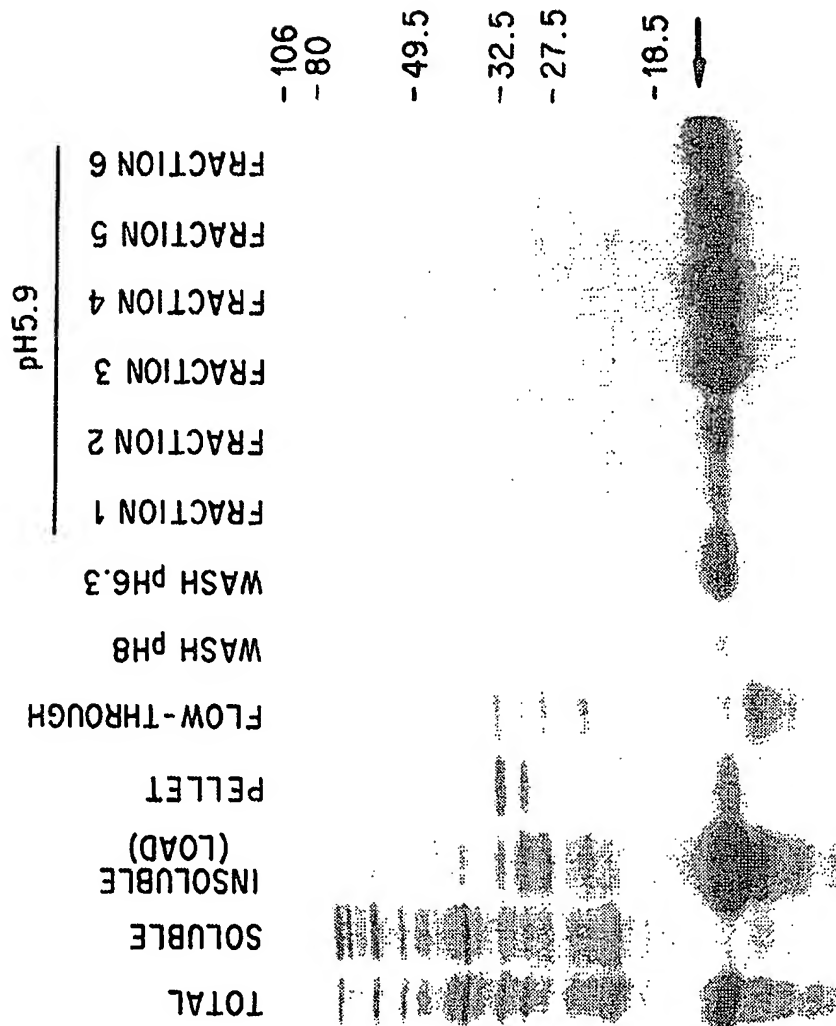 pH5.9
TOTAL
SOLUBLE
INSOLUBLE
(LOAD)
PELLET
FLOW-THROUGH
WASH pH8
WASH pH6.3
FRACTION 1
FRACTION 2
FRACTION 3
FRACTION 4
FRACTION 5
FRACTION 6
-106
-80
-49.5
-32.5
-27.5
-18.5